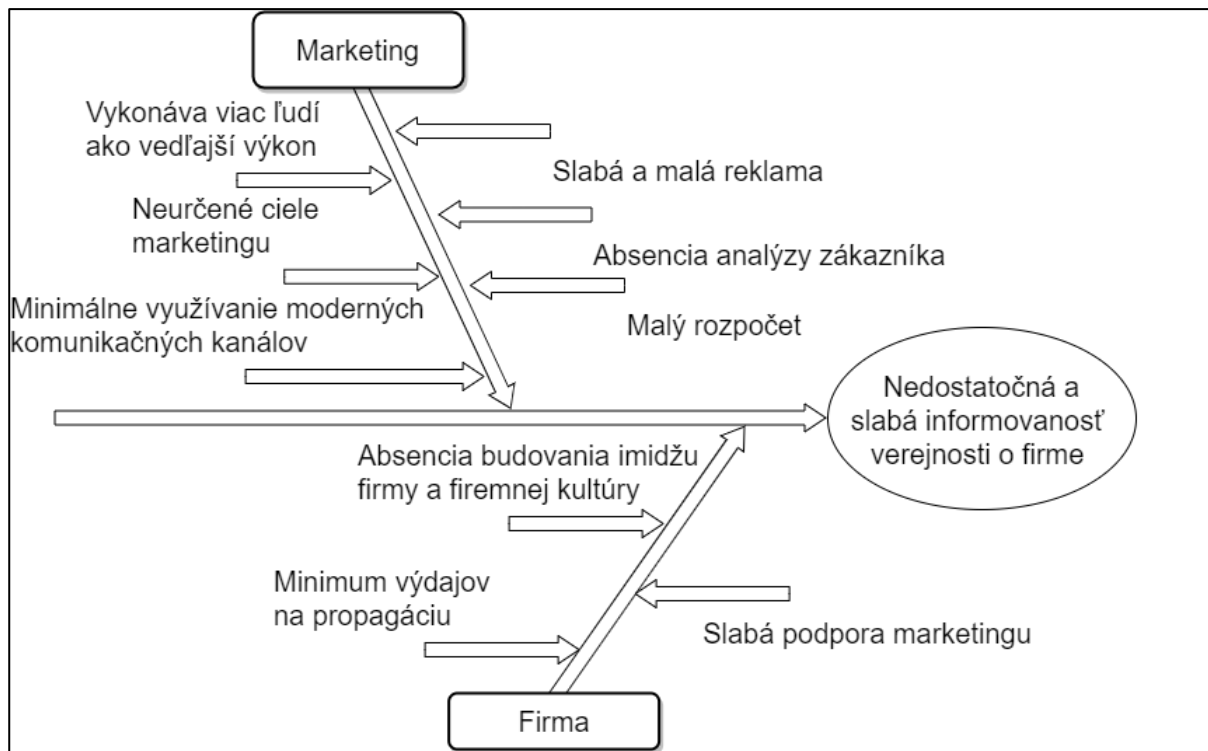 Marketing
Vykonáva viac ľudí
ako vedľajší výkon
Slabá a malá reklama
Neurčené ciele
marketingu
Absencia analýzy zákazníka
Minimálne využívanie moderných
komunikačných kanálov
Malý rozpočet
Nedostatočná a
slabá informovanosť
verejnosti o firme
Absencia budovania imidžu
firmy a firemnej kultúry
Minimum výdajov
na propagáciu
Slabá podpora marketingu
Firma